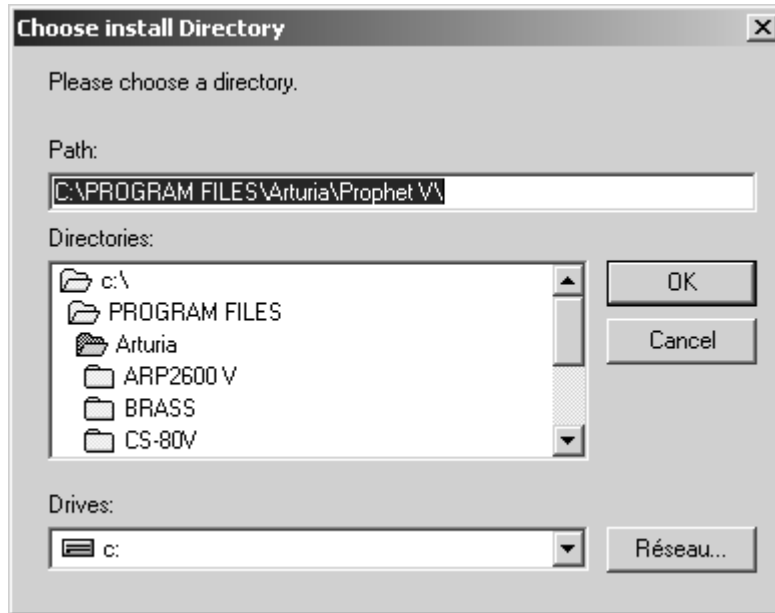 Choose install Directory
Please choose a directory.
Path:
C:\PROGRAM FILES\Arturia\Prophet V\
Directories:
c:\
PROGRAM FILES
Arturia
ARP2600 V
BRASS
CS-80V
OK
Cancel
Drives:
c:
Réseau...